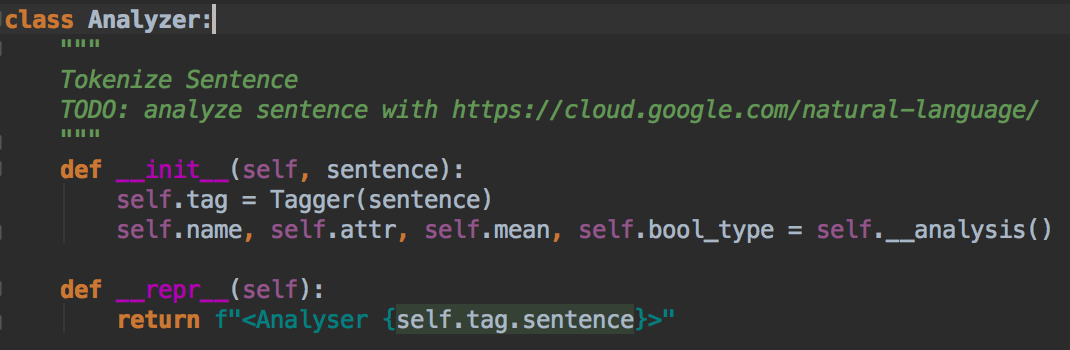 class Analyzer:
    """
    Tokenize Sentence
    TODO: analyze sentence with https://cloud.google.com/natural-language/
    """
    def __init__(self, sentence):
        self.tag = Tagger(sentence)
        self.name, self.attr, self.mean, self.bool_type = self.__analysis()

    def __repr__(self):
        return f"<Analyser {self.tag.sentence}>"